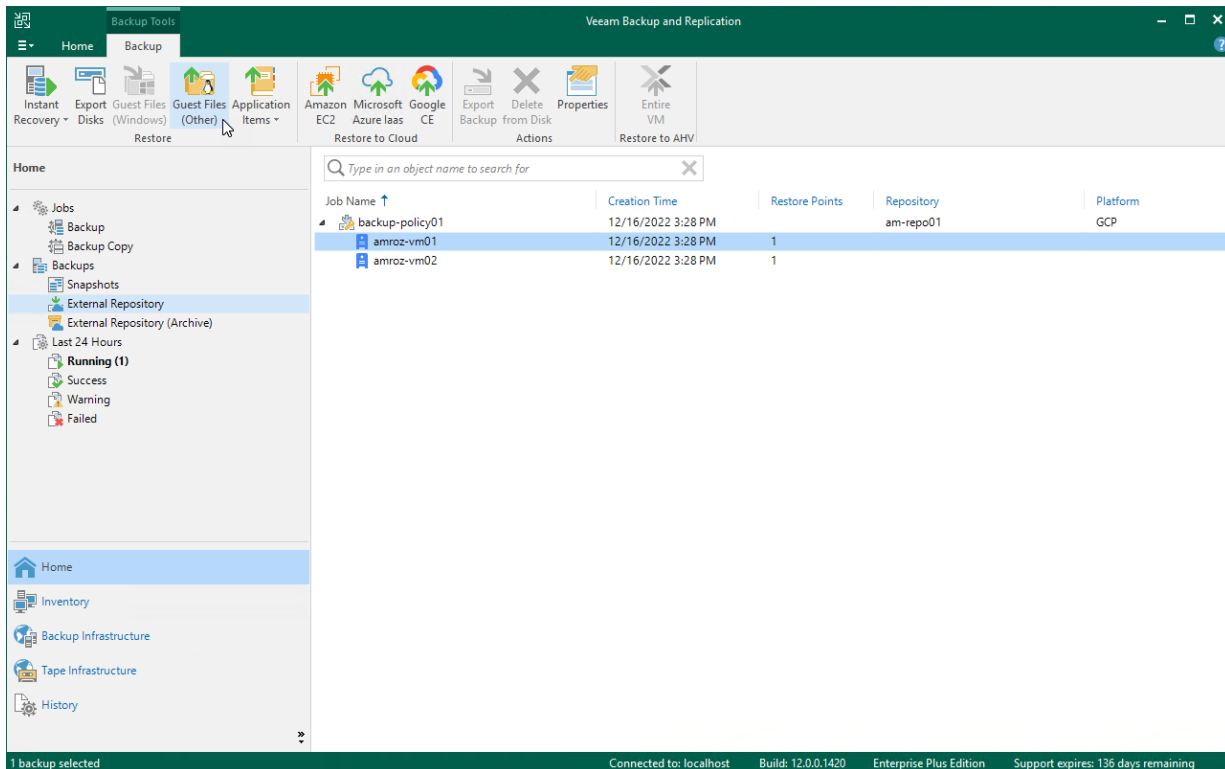 Backup Tools
Veeam Backup and Replication
Home Backup
Instant Recovery
Export Disks
Guest Files (Windows)
Guest Files (Other)
Application Items
Restore
Amazon EC2
Microsoft Azure Iaas
Google CE
Restore to Cloud
Export Backup
Delete from Disk
Properties
Actions
Entire VM
Restore to AHV
Home
Jobs
Backup
Backup Copy
Backups
Snapshots
External Repository
External Repository (Archive)
Last 24 Hours
Running (1)
Success
Warning
Failed
Home
Inventory
Backup Infrastructure
Tape Infrastructure
History
Type in an object name to search for
Job Name Creation Time Restore Points Repository Platform
backup-policy01 12/16/2022 3:28 PM am-repo01 GCP
amroz-vm01 12/16/2022 3:28 PM 1
amroz-vm02 12/16/2022 3:28 PM 1
1 backup selected
Connected to: localhost Build: 12.0.0.1420 Enterprise Plus Edition Support expires: 136 days remaining